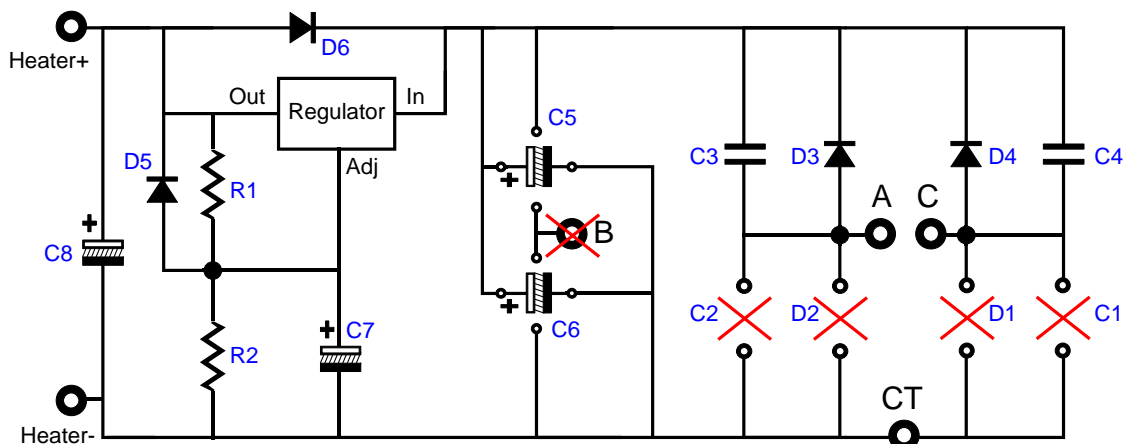 Heater+
D6
Out
Regulator
In
Adj
D5
R1
C5
+
B
C3
D3
D4
C4
A
C
+
C8
+
C7
R2
+
C6
C2
D2
D1
C1
CT
Heater-